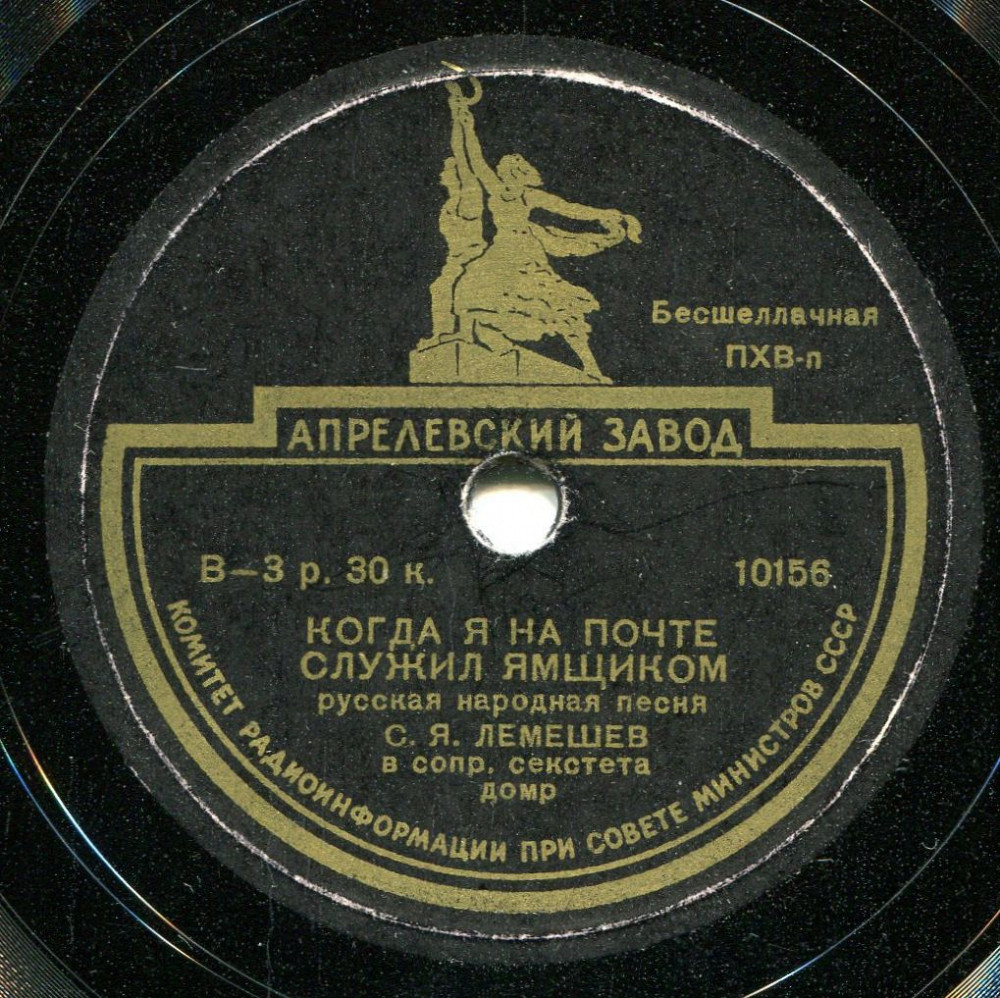 Бесшеллачная
ПХВ-п
АПРЕЛЕВСКИЙ ЗАВОД
В–3 р. 30 к.
10156
КОГДА Я НА ПОЧТЕ
СЛУЖИЛ ЯМЩИКОМ
русская народная песня
С. Я. ЛЕМЕШЕВ
в сопр. секстета
домр
КОМИТЕТ РАДИОИНФОРМАЦИИ ПРИ СОВЕТЕ МИНИСТРОВ СССР